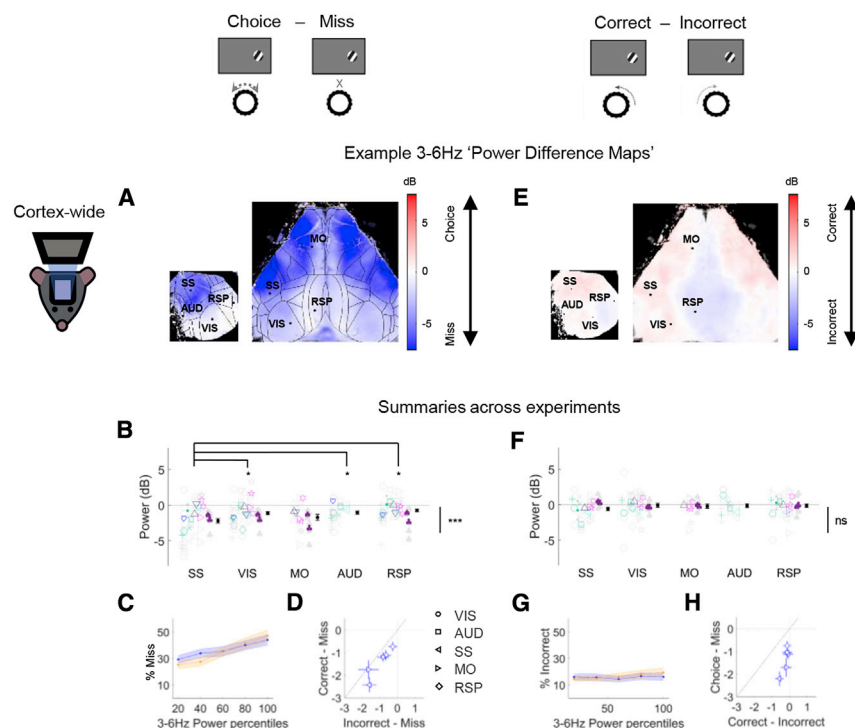 Choice – Miss
Correct – Incorrect
X
Example 3-6Hz 'Power Difference Maps'
Cortex-wide
A
dB
5
0
-5
Choice
Miss
MO
SS
RSP
VIS
SS
AUD
RSP
VIS
E
dB
5
0
-5
Correct
Incorrect
MO
SS
RSP
VIS
SS
AUD
RSP
VIS
Summaries across experiments
B
Power (dB)
5
0
-5
* * *
***
SS VIS MO AUD RSP
F
Power (dB)
5
0
-5
ns
SS VIS MO AUD RSP
C
% Miss
50
30
10
20 40 60 80 100
3-6Hz Power percentiles
D
Correct - Miss
0
-1
-2
-3
-3 -2 -1 0 1
Incorrect - Miss
VIS
AUD
SS
MO
RSP
G
% Incorrect
50
30
10
50 100
3-6Hz Power percentiles
H
Choice - Miss
0
-1
-2
-3
-2 -1 0 1
Correct - Incorrect